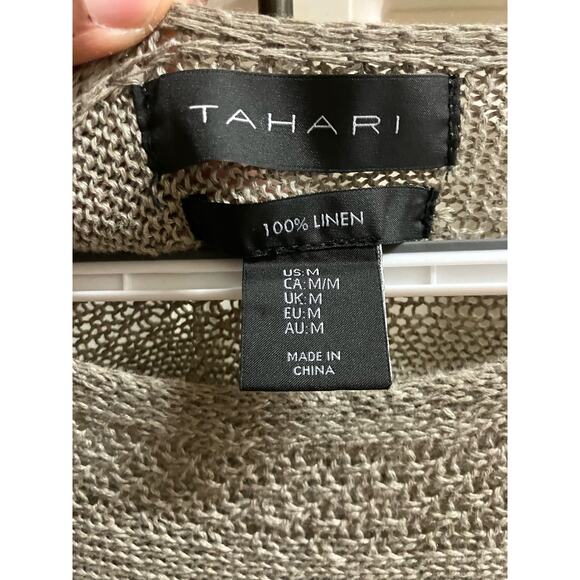 TAHARI
100% LINEN
US:M
CA:M/M
UK:M
EU:M
AU:M
MADE IN
CHINA